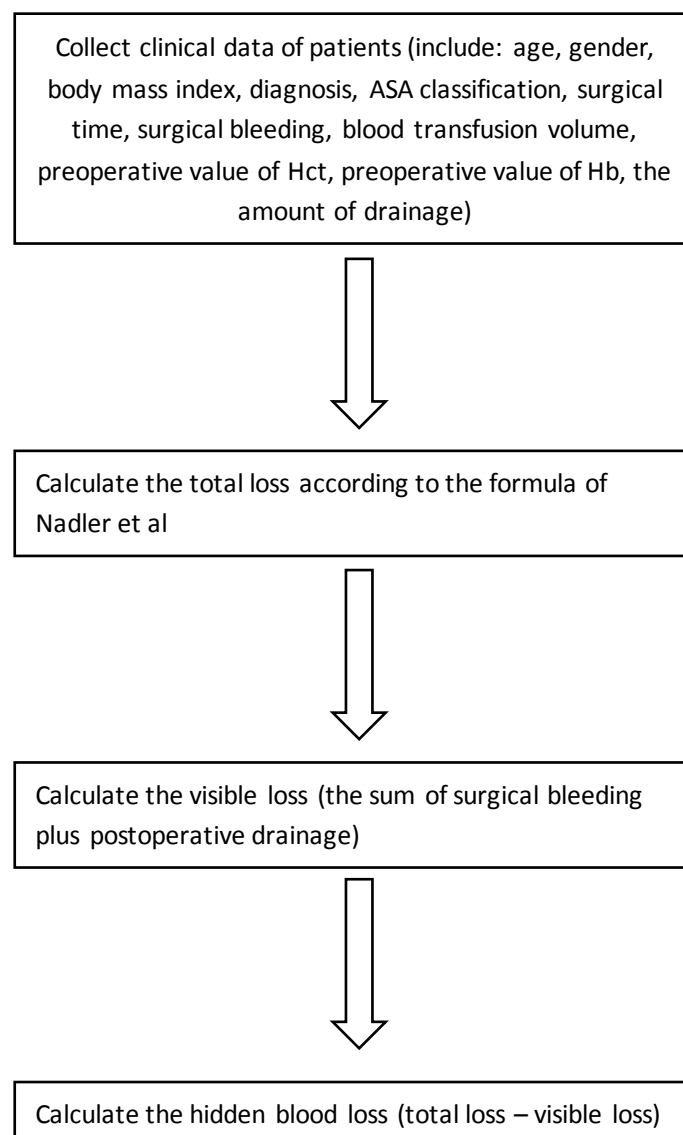 Collect clinical data of patients (include: age, gender,
body mass index, diagnosis, ASA classification, surgical
time, surgical bleeding, blood transfusion volume,
preoperative value of Hct, preoperative value of Hb, the
amount of drainage)
Calculate the total loss according to the formula of
Nadler et al
Calculate the visible loss (the sum of surgical bleeding
plus postoperative drainage)
Calculate the hidden blood loss (total loss – visible loss)